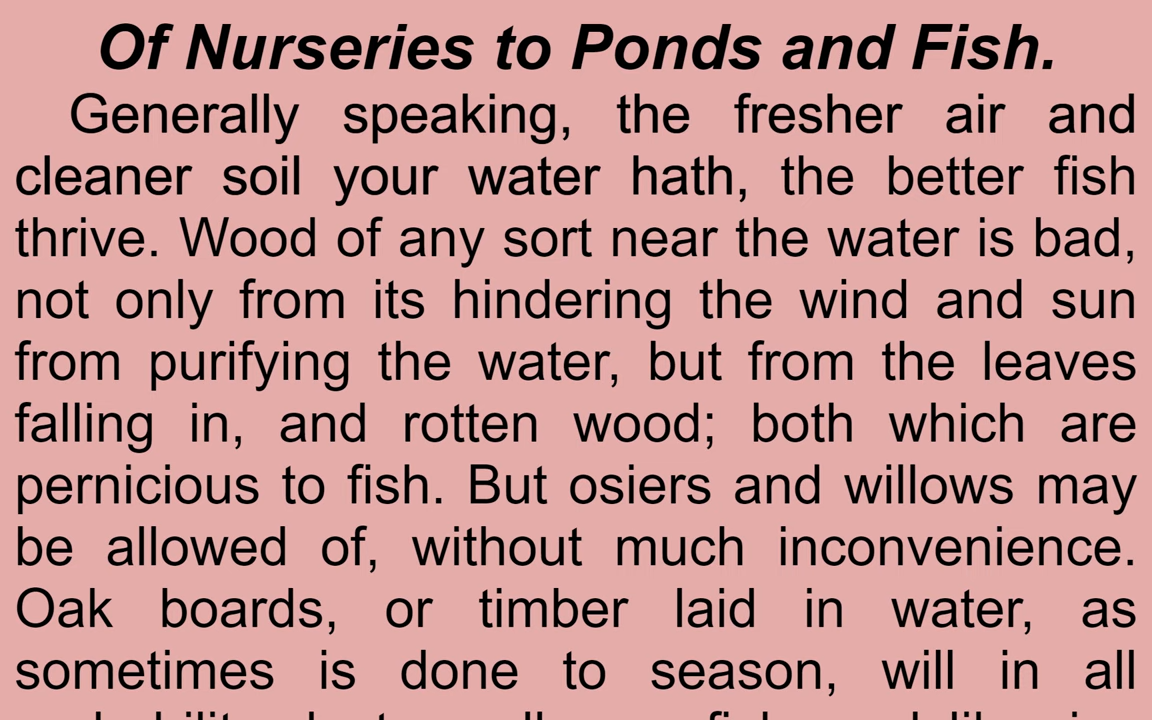 Of Nurseries to Ponds and Fish.
Generally speaking, the fresher air and
cleaner soil your water hath, the better fish
thrive. Wood of any sort near the water is bad,
not only from its hindering the wind and sun
from purifying the water, but from the leaves
falling in, and rotten wood; both which are
pernicious to fish. But osiers and willows may
be allowed of, without much inconvenience.
Oak boards, or timber laid in water, as
sometimes is done to season, will in all